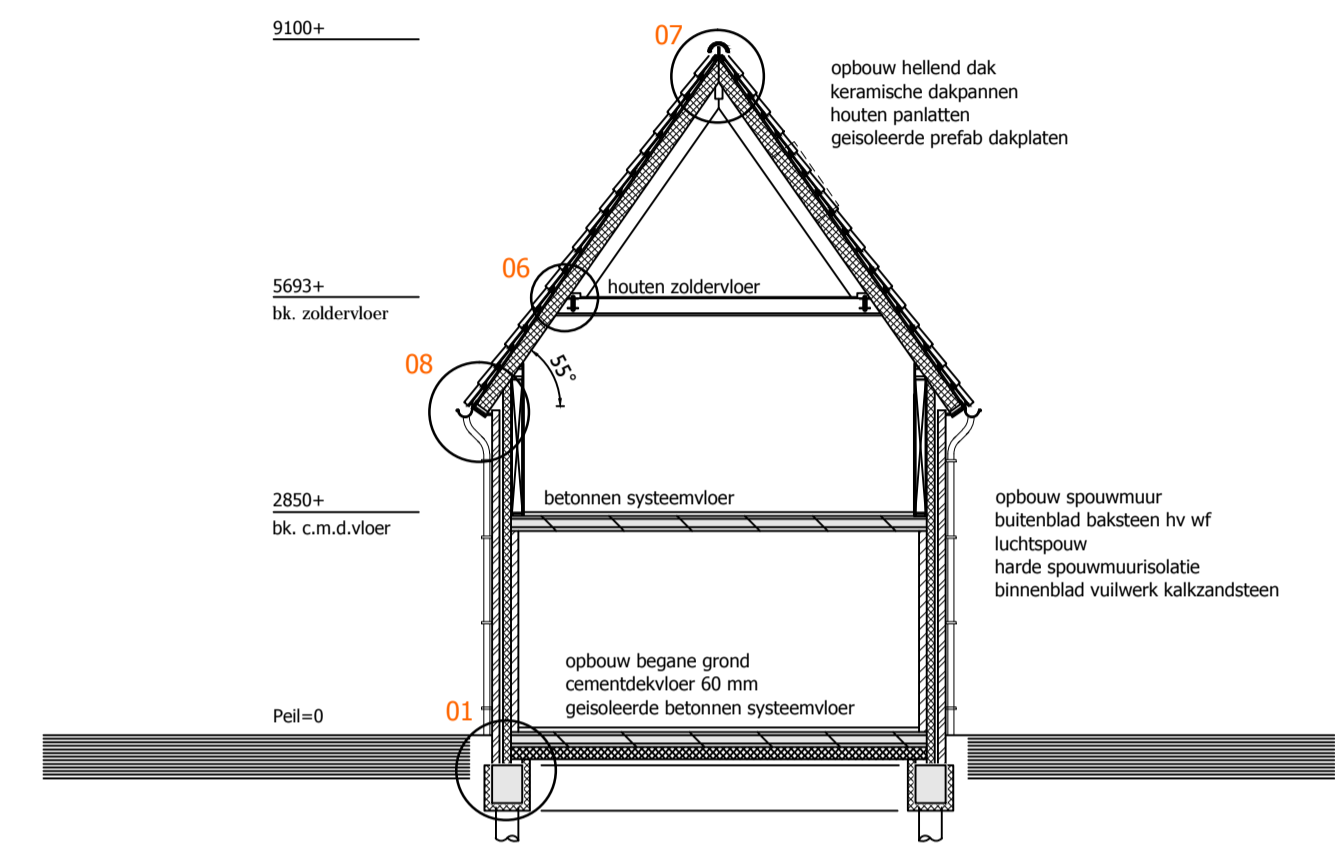 9100+
07
opbouw hellend dak
keramische dakpannen
houten panlatten
geisoleerde prefab dakplaten
06
5693+
bk. zoldervloer
houten zoldervloer
08
55°
2850+
bk. c.m.d.vloer
betonnen systeemvloer
opbouw spouwmuur
buitenblad baksteen hv wf
luchtspouw
harde spouwmuurisolatie
binnenblad vuilwerk kalkzandsteen
opbouw begane grond
cementdekvloer 60 mm
geisoleerde betonnen systeemvloer
Peil=0
01